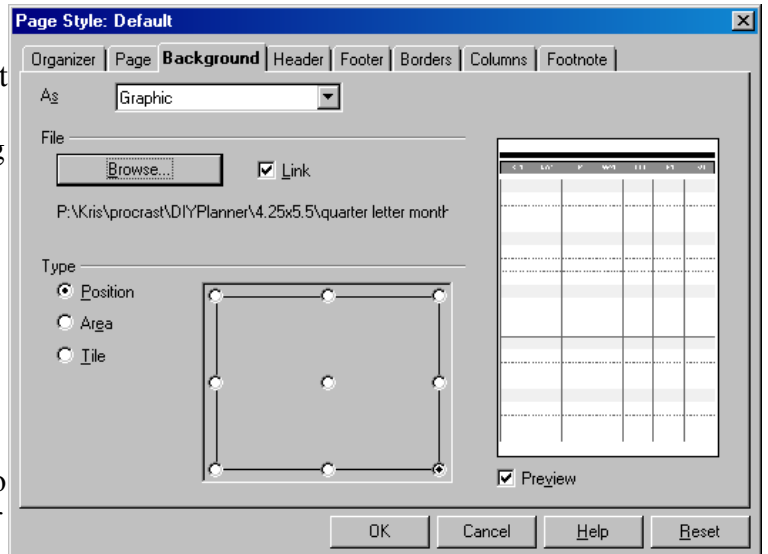 Page Style: Default
Organizer Page Background Header Footer Borders Columns Footnote
t
As Graphic
g
File
Browse... Link
P:\Kris\procrast\DIYPlanner\4.25x5.5\quarter letter month
Type
Position
Area
Tile
Preview
OK Cancel Help Reset